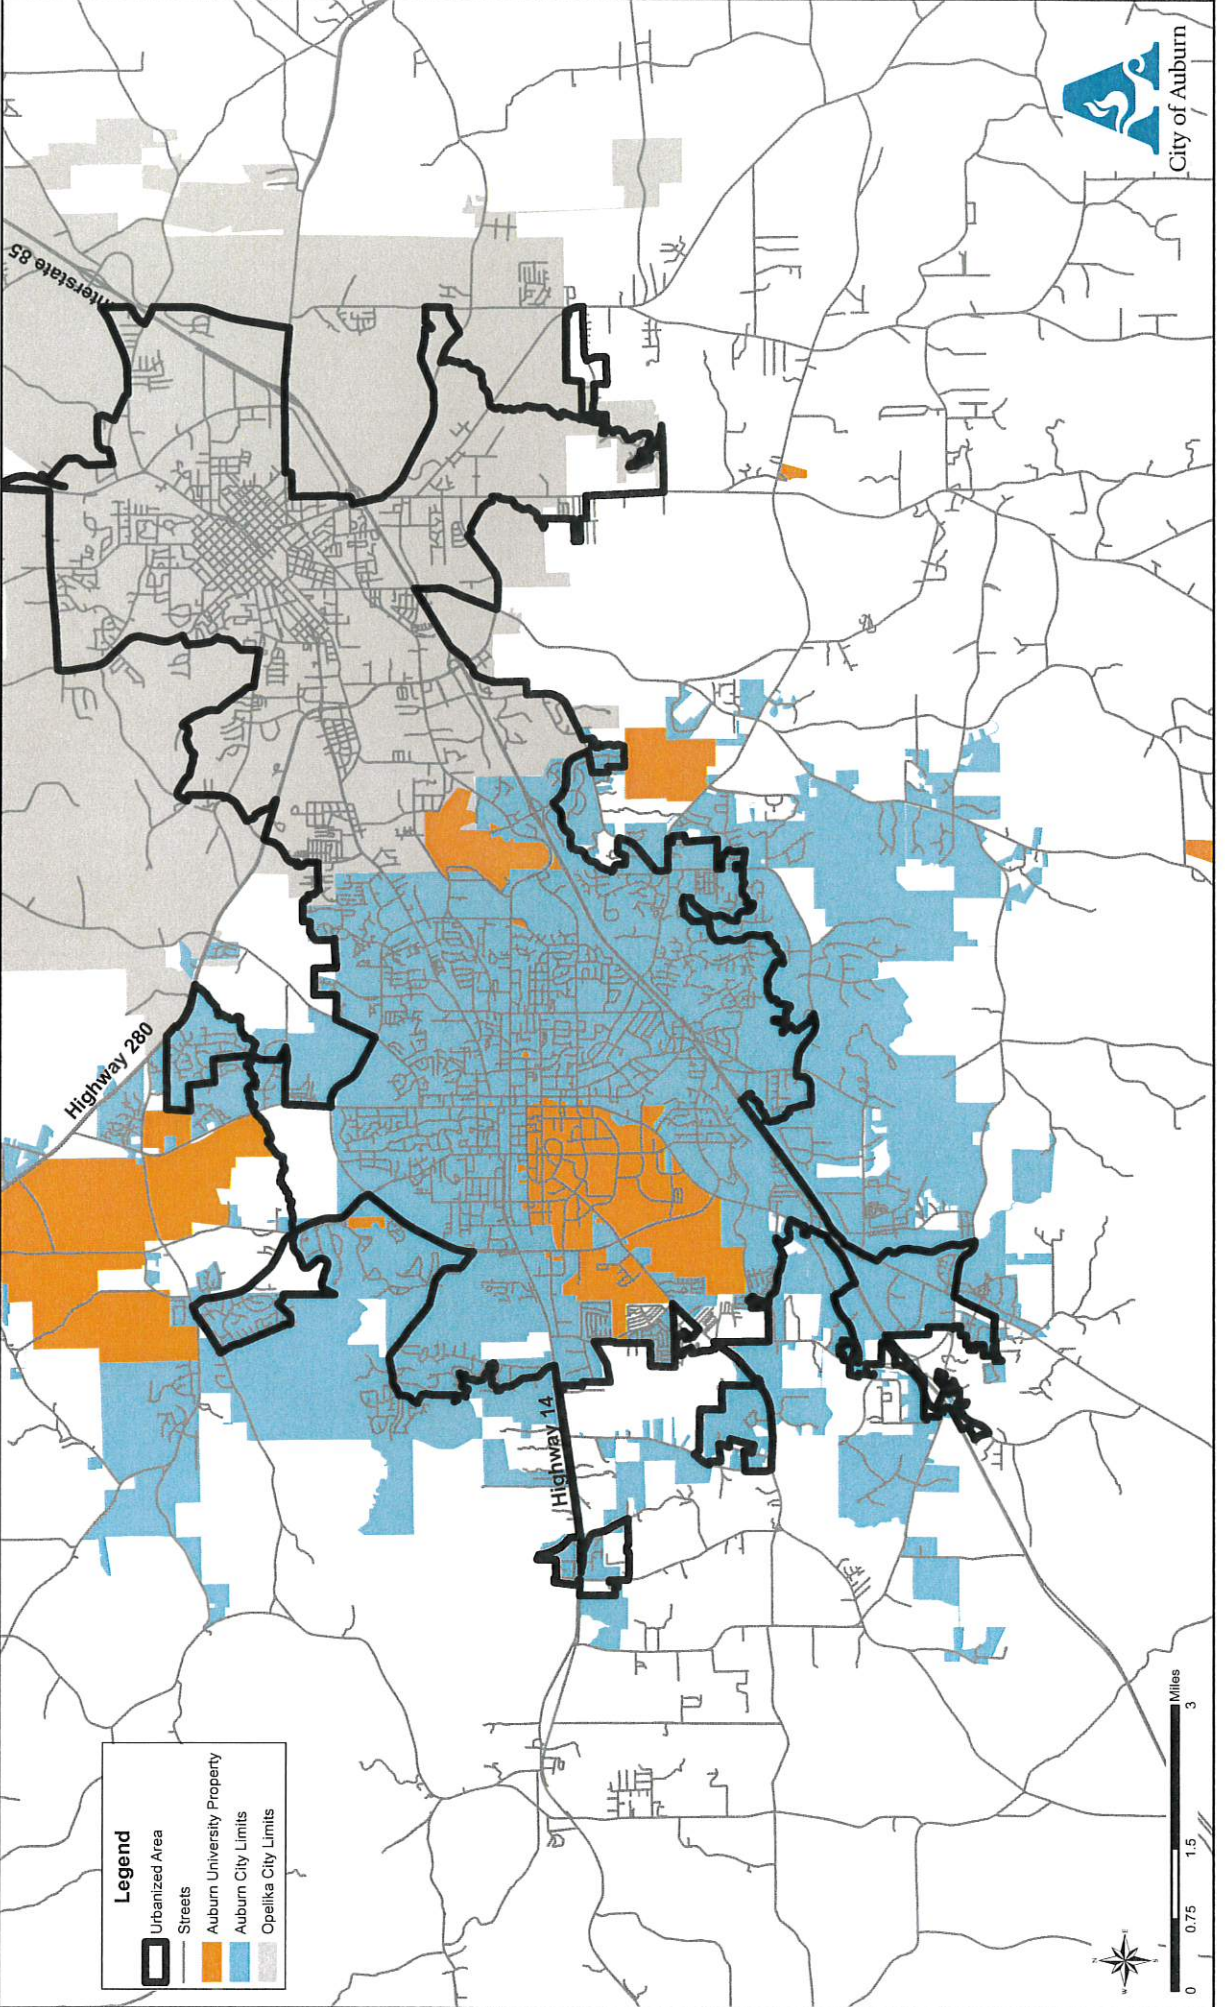 Interstate 85
Highway 280
Highway 14
City of Auburn
Legend
Urbanized Area
Streets
Auburn University Property
Auburn City Limits
Opelika City Limits
N
W
E
S
0 0.75 1.5 3
Miles